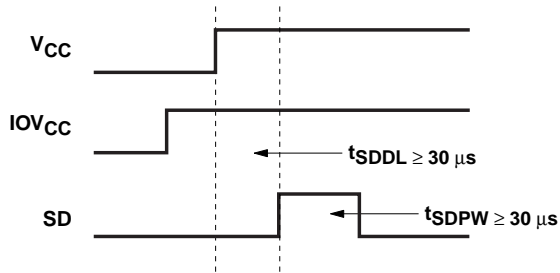 VCC
IOVCC
tSDDL ≥ 30 μs
SD
tSDPW ≥ 30 μs